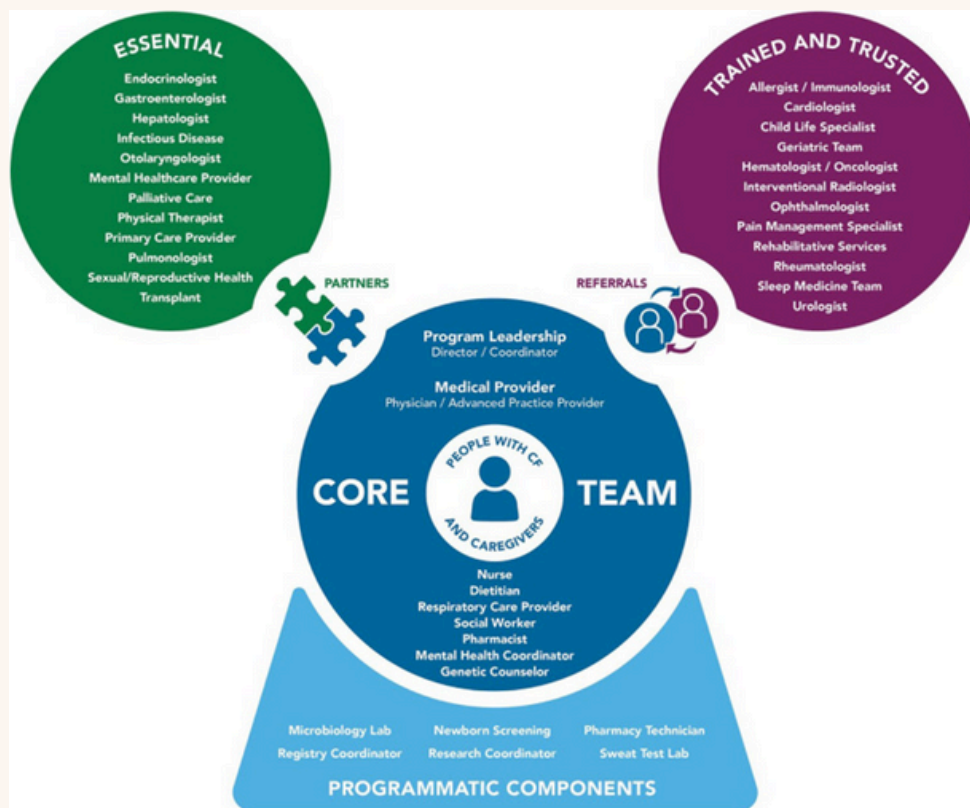 ESSENTIAL
Endocrinologist
Gastroenterologist
Hepatologist
Infectious Disease
Otolaryngologist
Mental Healthcare Provider
Palliative Care
Physical Therapist
Primary Care Provider
Pulmonologist
Sexual/Reproductive Health
Transplant
PARTNERS
TRAINED AND TRUSTED
Allergist / Immunologist
Cardiologist
Child Life Specialist
Geriatric Team
Hematologist / Oncologist
Interventional Radiologist
Ophthalmologist
Pain Management Specialist
Rehabilitative Services
Rheumatologist
Sleep Medicine Team
Urologist
REFERRALS
Program Leadership
Director / Coordinator
Medical Provider
Physician / Advanced Practice Provider
CORE TEAM
PEOPLE WITH CF
AND CAREGIVERS
Nurse
Dietitian
Respiratory Care Provider
Social Worker
Pharmacist
Mental Health Coordinator
Genetic Counselor
Microbiology Lab Newborn Screening Pharmacy Technician
Registry Coordinator Research Coordinator Sweat Test Lab
PROGRAMMATIC COMPONENTS